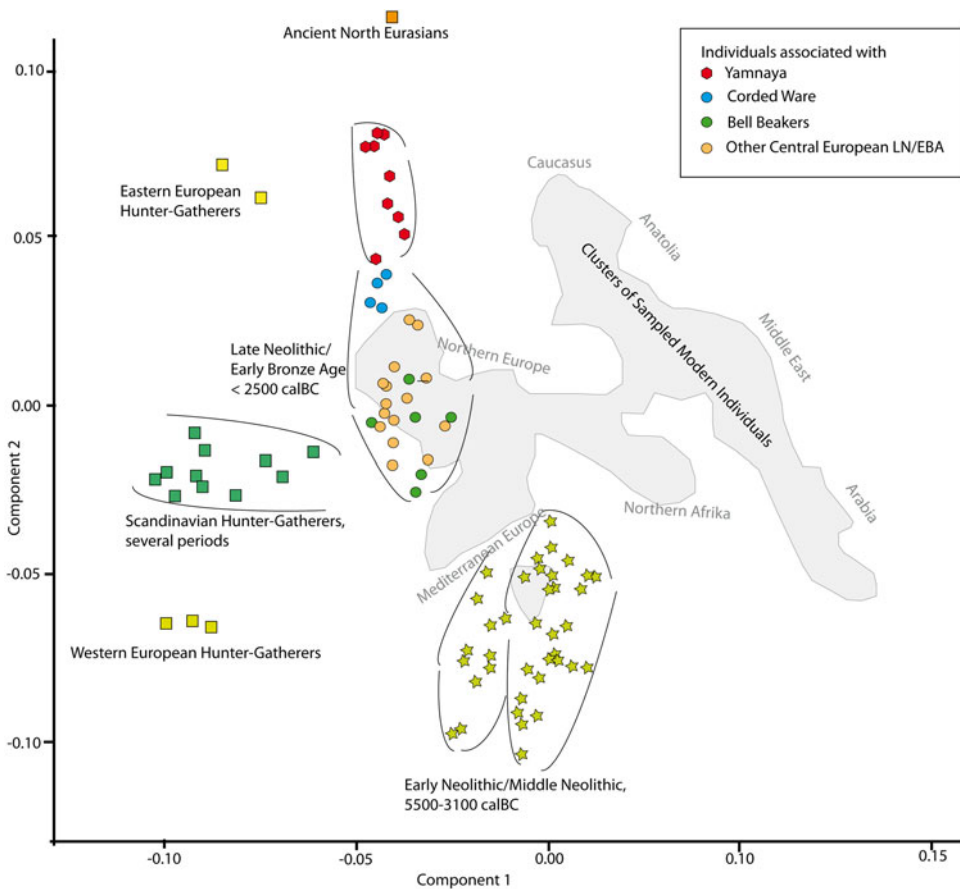 Ancient North Eurasians
Individuals associated with
Yamnaya
Corded Ware
Bell Beakers
Other Central European LN/EBA
0.10
0.05
0.00
-0.05
-0.10
Component 2
Eastern European
Hunter-Gatherers
Caucasus
Anatolia
Clusters of Sampled Modern Individuals
Middle East
Arabia
Northern Europe
Late Neolithic/
Early Bronze Age
< 2500 calBC
Northern Afrika
Mediterranean Europe
Scandinavian Hunter-Gatherers,
several periods
Western European Hunter-Gatherers
Early Neolithic/Middle Neolithic,
5500-3100 calBC
-0.10
-0.05
0.00
0.10
0.15
Component 1